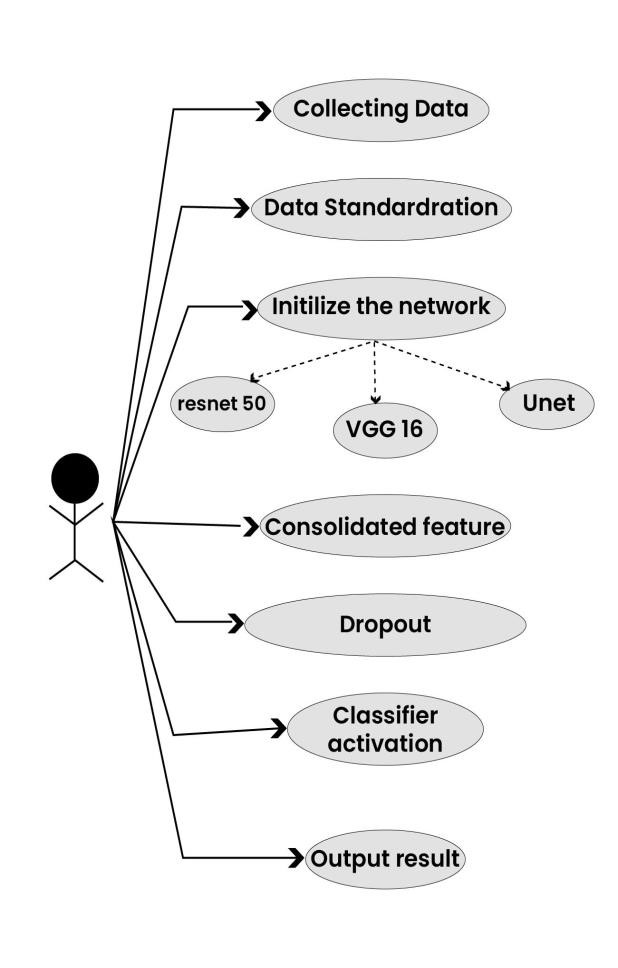 Collecting Data
Data Standardration
Initilize the network
resnet 50
VGG 16
Unet
Consolidated feature
Dropout
Classifier
activation
Output result